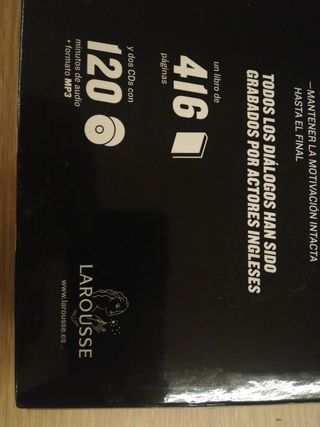 —MANTENER LA MOTIVACIÓN INTACTA
HASTA EL FINAL
TODOS LOS DIÁLOGOS HAN SIDO
GRABADOS POR ACTORES INGLESES
un libro de
416
páginas
y dos CDs con
120
minutos de audio
+ formato MP3
LAROUSSE
www.larousse.es